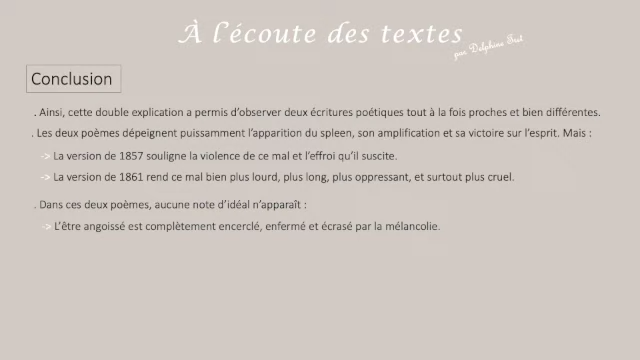 À l'écoute des textes
par Delphine
Conclusion
. Ainsi, cette double explication a permis d'observer deux écritures poétiques tout à la fois proches et bien différentes.
. Les deux poèmes dépeignent puissamment l'apparition du spleen, son amplification et sa victoire sur l'esprit. Mais :
-> La version de 1857 souligne la violence de ce mal et l'effroi qu'il suscite.
-> La version de 1861 rend ce mal bien plus lourd, plus long, plus oppressant, et surtout plus cruel.
. Dans ces deux poèmes, aucune note d'idéal n'apparaît :
-> L'être angoissé est complètement encerclé, enfermé et écrasé par la mélancolie.